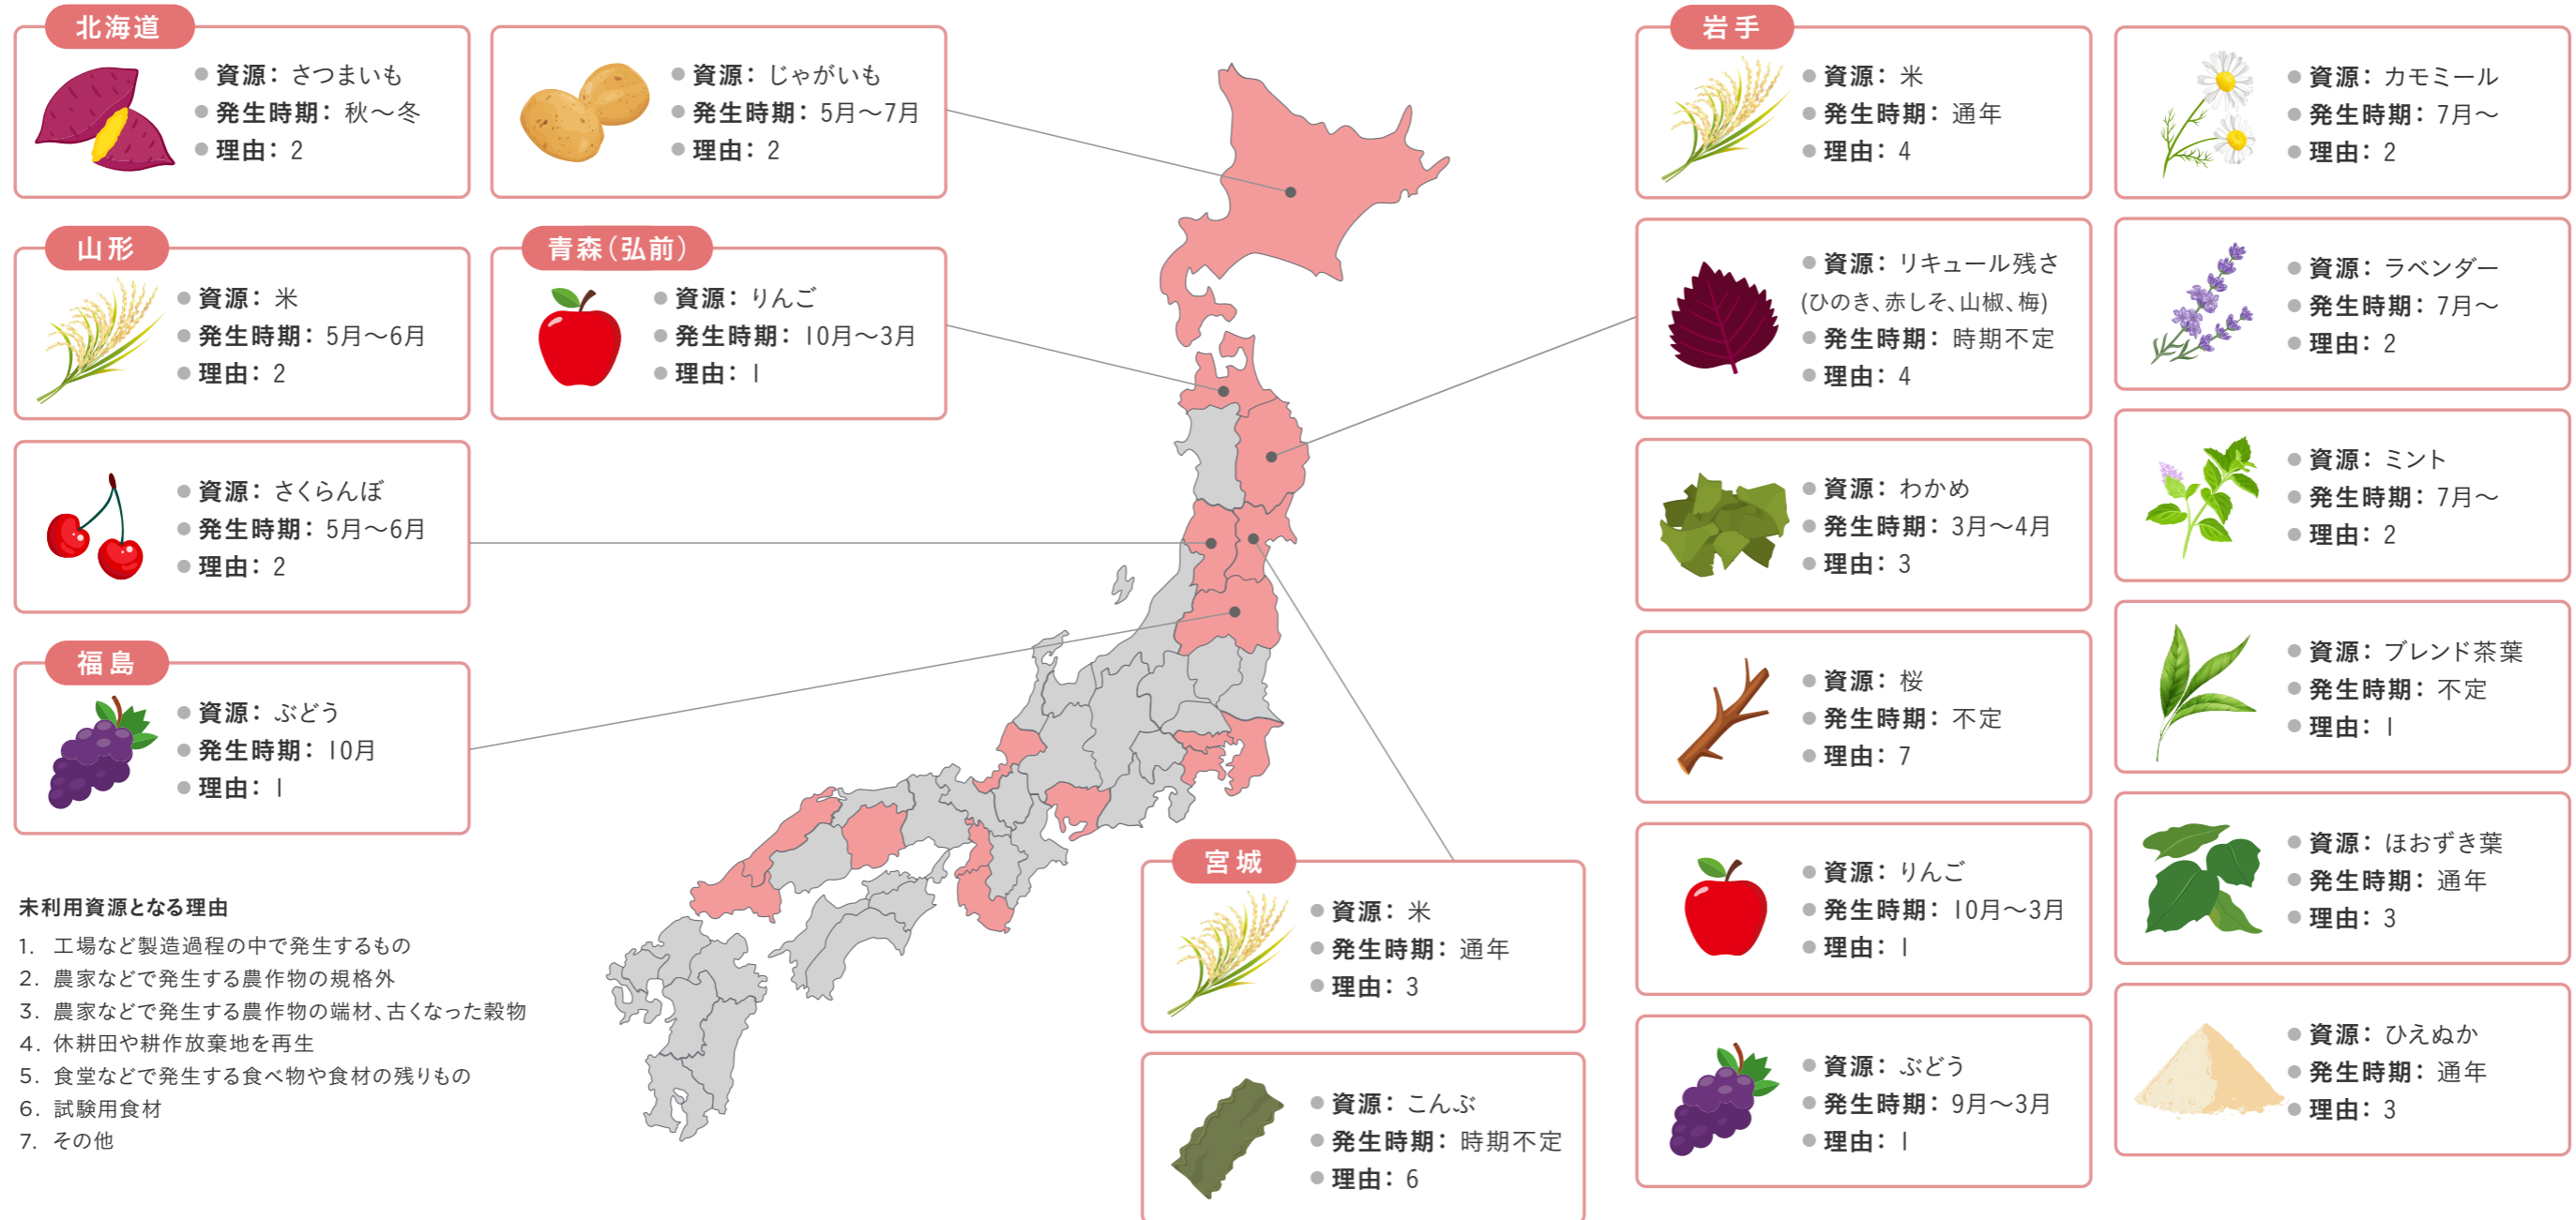 北海道
資源： さつまいも
発生時期： 秋～冬
理由： 2
資源： じゃがいも
発生時期： 5月～7月
理由： 2
山形
資源： 米
発生時期： 5月～6月
理由： 2
青森（弘前）
資源： りんご
発生時期： 10月～3月
理由： 1
資源： さくらんぼ
発生時期： 5月～6月
理由： 2
福島
資源： ぶどう
発生時期： 10月
理由： 1
未利用資源となる理由
1. 工場など製造過程の中で発生するもの
2. 農家などで発生する農作物の規格外
3. 農家などで発生する農作物の端材、古くなった穀物
4. 休耕田や耕作放棄地を再生
5. 食堂などで発生する食べ物や食材の残りもの
6. 試験用食材
7. その他
宮城
資源： 米
発生時期： 通年
理由： 3
資源： こんぶ
発生時期： 時期不定
理由： 6
岩手
資源： 米
発生時期： 通年
理由： 4
資源： リキュール残さ
(ひのき、赤しそ、山椒、梅)
発生時期： 時期不定
理由： 4
資源： わかめ
発生時期： 3月～4月
理由： 3
資源： 桜
発生時期： 不定
理由： 7
資源： りんご
発生時期： 10月～3月
理由： 1
資源： ぶどう
発生時期： 9月～3月
理由： 1
資源： カモミール
発生時期： 7月～
理由： 2
資源： ラベンダー
発生時期： 7月～
理由： 2
資源： ミント
発生時期： 7月～
理由： 2
資源： ブレンド茶葉
発生時期： 不定
理由： 1
資源： ほおずき葉
発生時期： 通年
理由： 3
資源： ひえぬか
発生時期： 通年
理由： 3